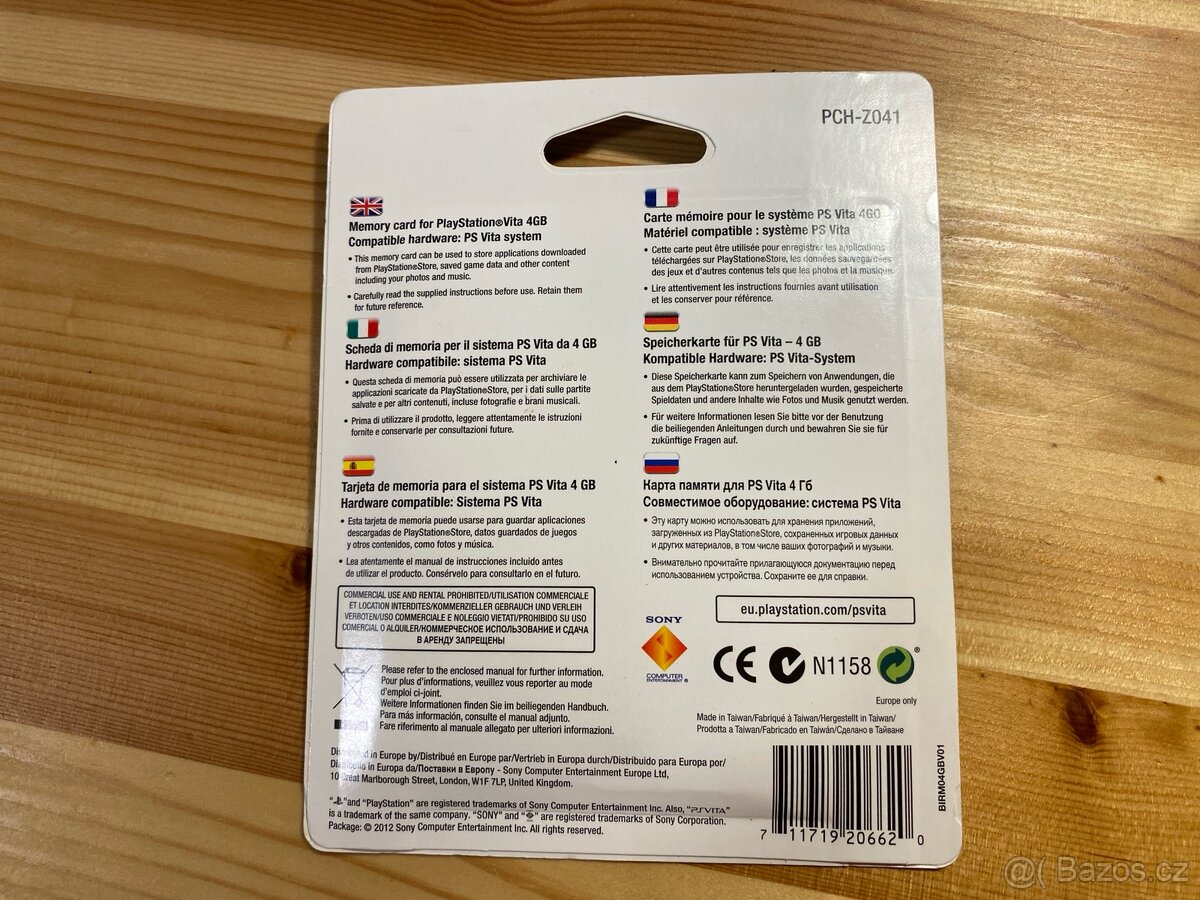 PCH-Z041
Memory card for PlayStation®Vita 4GB
Compatible hardware: PS Vita system
• This memory card can be used to store applications downloaded
from PlayStation®Store, saved game data and other content
including your photos and music.
• Carefully read the supplied instructions before use. Retain them
for future reference.
Carte mémoire pour le système PS Vita 4GO
Matériel compatible : système PS Vita
• Cette carte peut être utilisée pour enregistrer les applications
téléchargées sur PlayStation®Store, les données sauvegardées
des jeux et d'autres contenus tels que les photos et la musique.
• Lire attentivement les instructions fournies avant utilisation
et les conserver pour référence.
Scheda di memoria per il sistema PS Vita da 4 GB
Hardware compatibile: sistema PS Vita
• Questa scheda di memoria può essere utilizzata per archiviare le
applicazioni scaricate da PlayStation®Store, per i dati sulle partite
salvate e per altri contenuti, incluse fotografie e brani musicali.
• Prima di utilizzare il prodotto, leggere attentamente le istruzioni
fornite e conservarle per consultazioni future.
Speicherkarte für PS Vita – 4 GB
Kompatible Hardware: PS Vita-System
• Diese Speicherkarte kann zum Speichern von Anwendungen, die
aus dem PlayStation®Store heruntergeladen wurden, gespeicherte
Spieldaten und andere Inhalte wie Fotos und Musik genutzt werden.
• Für weitere Informationen lesen Sie bitte vor der Benutzung
die beiliegenden Anleitungen durch und bewahren Sie sie für
zukünftige Fragen auf.
Tarjeta de memoria para el sistema PS Vita 4 GB
Hardware compatible: Sistema PS Vita
• Esta tarjeta de memoria puede usarse para guardar aplicaciones
descargadas de PlayStation®Store, datos guardados de juegos
y otros contenidos, como fotos y música.
• Lea atentamente el manual de instrucciones incluido antes
de utilizar el producto. Consérvelo para consultarlo en el futuro.
Карта памяти для PS Vita 4 Гб
Совместимое оборудование: система PS Vita
• Эту карту можно использовать для хранения приложений,
загруженных из PlayStation®Store, сохраненных игровых данных
и других материалов, в том числе ваших фотографий и музыки.
• Внимательно прочитайте прилагающуюся документацию перед
использованием устройства. Сохраните ее для справки.
COMMERCIAL USE AND RENTAL PROHIBITED/UTILISATION COMMERCIALE
ET LOCATION INTERDITES/KOMMERZIELLER GEBRAUCH UND VERLEIH
VERBOTEN/USO COMMERCIALE E NOLEGGIO VIETATI/PROHIBIDO SU USO
COMERCIAL O ALQUILER/КОММЕРЧЕСКОЕ ИСПОЛЬЗОВАНИЕ И СДАЧА
В АРЕНДУ ЗАПРЕЩЕНЫ
eu.playstation.com/psvita
SONY
COMPUTER
ENTERTAINMENT ®
CE N1158 ®
Europe only
Please refer to the enclosed manual for further information.
Pour plus d'informations, veuillez vous reporter au mode
d'emploi ci-joint.
Weitere Informationen finden Sie im beiliegenden Handbuch.
Para más información, consulte el manual adjunto.
Fare riferimento al manuale allegato per ulteriori informazioni.
Made in Taiwan/Fabriqué à Taiwan/Hergestellt in Taiwan/
Prodotta a Taiwan/Fabricado en Taiwán/Сделано в Тайване
Distributed in Europe by/Distribué en Europe par/Vertrieb in Europa durch/Distribuido para Europa por/
Distribuito in Europa da/Поставки в Европу - Sony Computer Entertainment Europe Ltd,
10 Great Marlborough Street, London, W1F 7LP, United Kingdom.
" " and "PlayStation" are registered trademarks of Sony Computer Entertainment Inc. Also, "PSVITA"
is a trademark of the same company. "SONY" and " " are registered trademarks of Sony Corporation.
Package: © 2012 Sony Computer Entertainment Inc. All rights reserved.
7 11719 20662 0
BIRM04GBV01
@( Bazos.cz